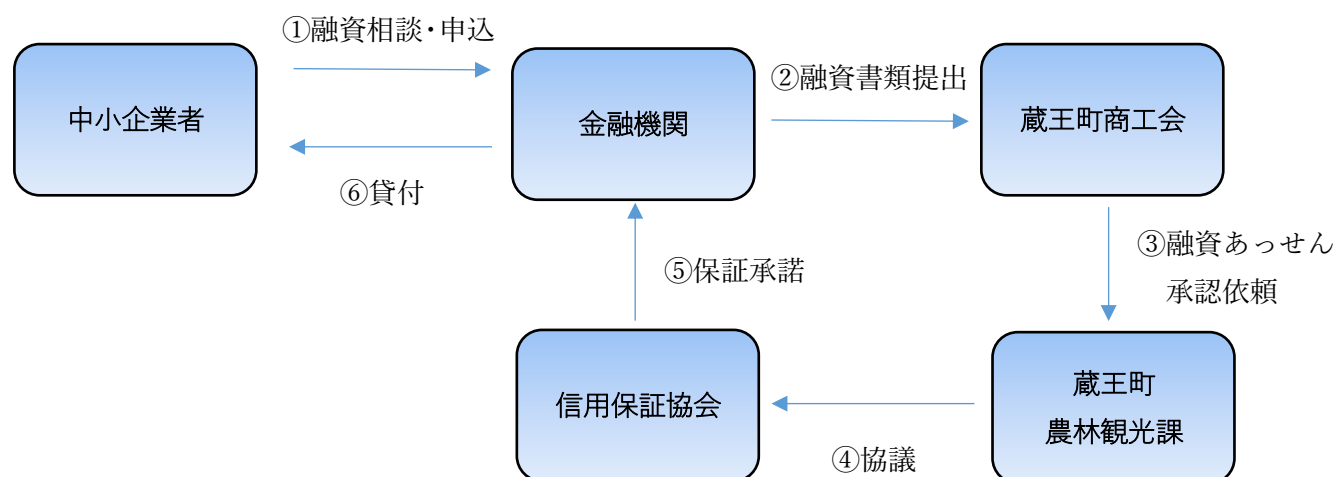 ①融資相談・申込
中小企業者
金融機関
②融資書類提出
蔵王町商工会
⑥貸付
③融資あっせん
承認依頼
⑤保証承諾
信用保証協会
蔵王町
農林観光課
④協議